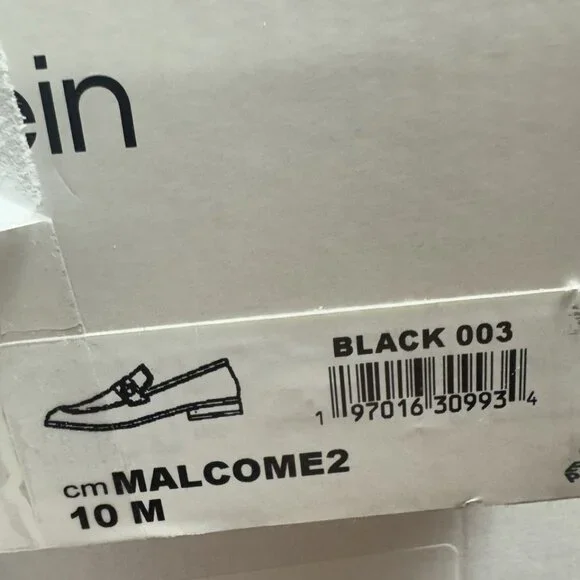 ein
BLACK 003
1 97016 30993 4
cm MALCOME2
10 M